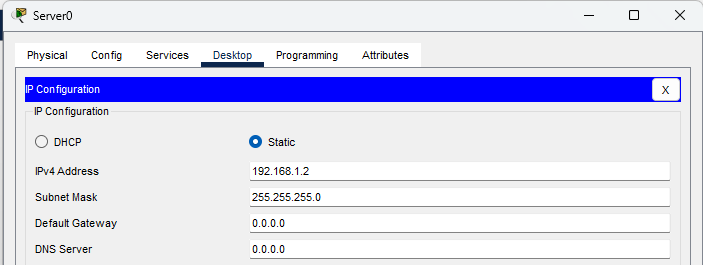 Server0
Physical Config Services Desktop Programming Attributes
IP Configuration X
IP Configuration
DHCP Static
IPv4 Address 192.168.1.2
Subnet Mask 255.255.255.0
Default Gateway 0.0.0.0
DNS Server 0.0.0.0